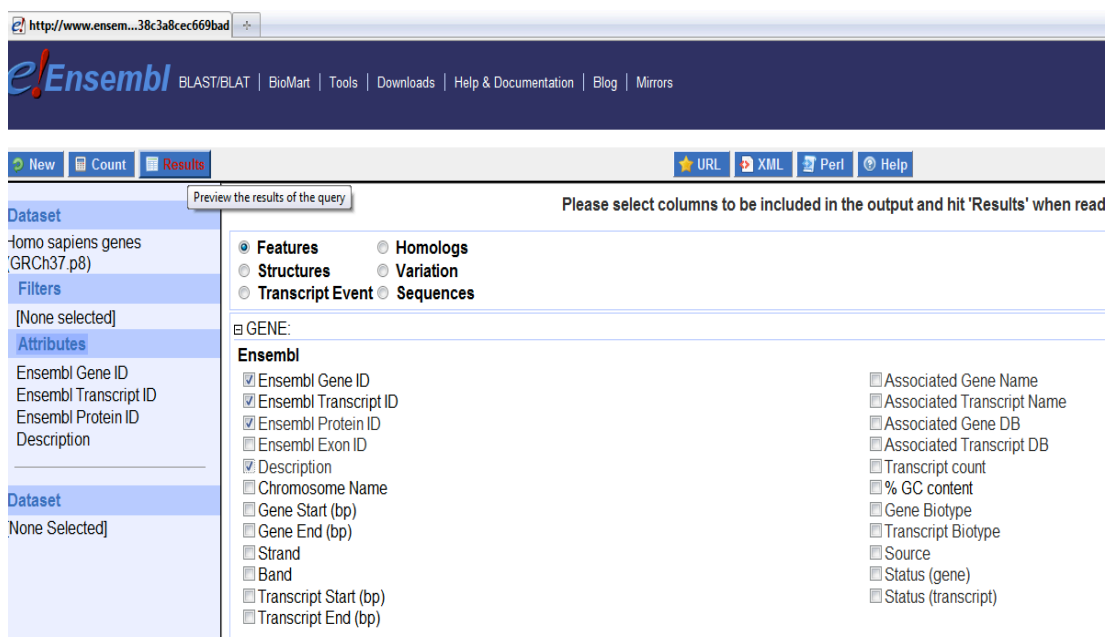 http://www.ensem...38c3a8cec669bad
e!Ensembl BLAST/BLAT | BioMart | Tools | Downloads | Help & Documentation | Blog | Mirrors
New Count Results URL XML Perl Help
Preview the results of the query
Please select columns to be included in the output and hit 'Results' when read
Dataset
Homo sapiens genes
(GRCh37.p8)
Filters
[None selected]
Attributes
Ensembl Gene ID
Ensembl Transcript ID
Ensembl Protein ID
Description
Dataset
[None Selected]
Features Homologs
Structures Variation
Transcript Event Sequences
GENE:
Ensembl
Ensembl Gene ID
Ensembl Transcript ID
Ensembl Protein ID
Ensembl Exon ID
Description
Chromosome Name
Gene Start (bp)
Gene End (bp)
Strand
Band
Transcript Start (bp)
Transcript End (bp)
Associated Gene Name
Associated Transcript Name
Associated Gene DB
Associated Transcript DB
Transcript count
% GC content
Gene Biotype
Transcript Biotype
Source
Status (gene)
Status (transcript)